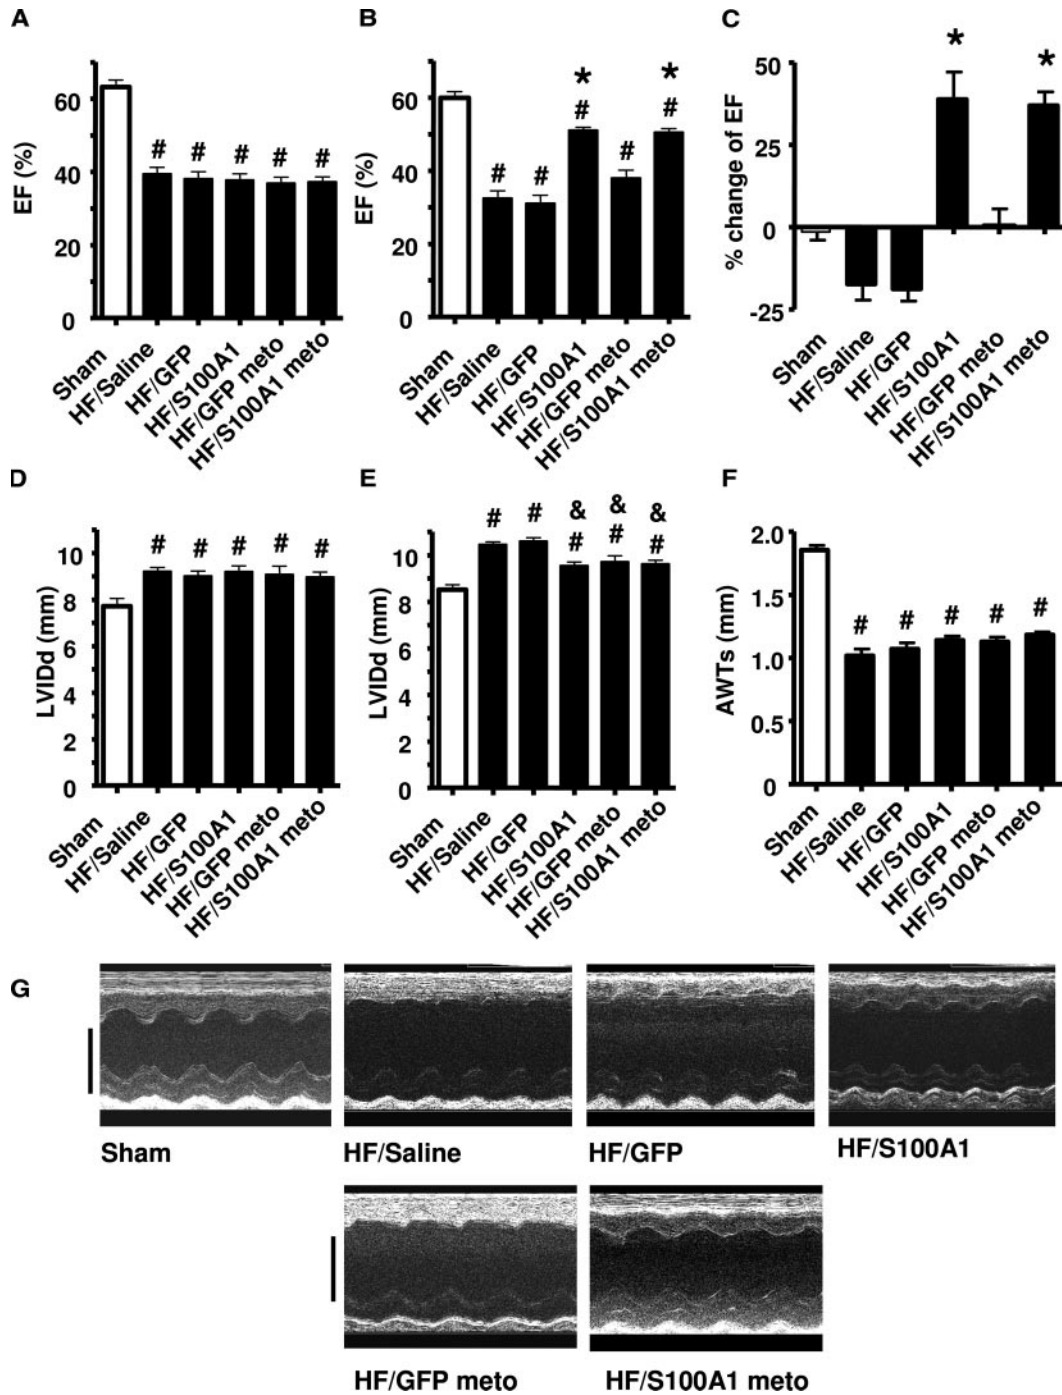 A
EF (%)
60
40
20
0
# # # # #
Sham
HF/Saline
HF/GFP
HF/S100A1
HF/GFP meto
HF/S100A1 meto
B
EF (%)
60
40
20
0
* *
# # # # #
Sham
HF/Saline
HF/GFP
HF/S100A1
HF/GFP meto
HF/S100A1 meto
C
% change of EF
50
25
0
-25
* *
Sham
HF/Saline
HF/GFP
HF/S100A1
HF/GFP meto
HF/S100A1 meto
D
LVIDd (mm)
10
8
6
4
2
0
# # # # #
Sham
HF/Saline
HF/GFP
HF/S100A1
HF/GFP meto
HF/S100A1 meto
E
LVIDd (mm)
10
8
6
4
2
0
& & &
# # # # #
Sham
HF/Saline
HF/GFP
HF/S100A1
HF/GFP meto
HF/S100A1 meto
F
AWTs (mm)
2.0
1.5
1.0
0.5
0
# # # # #
Sham
HF/Saline
HF/GFP
HF/S100A1
HF/GFP meto
HF/S100A1 meto
G
Sham
HF/Saline
HF/GFP
HF/S100A1
HF/GFP meto
HF/S100A1 meto